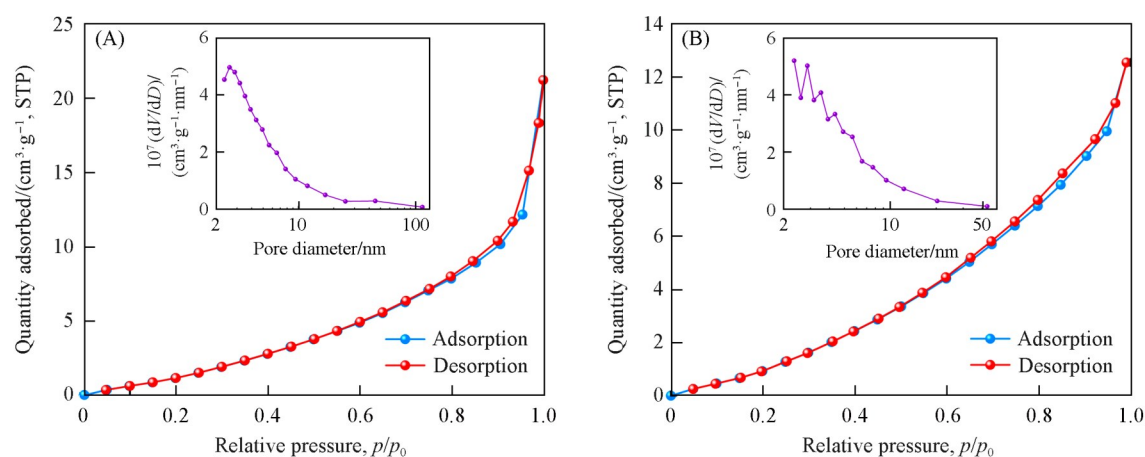 (A)
Quantity adsorbed/(cm³·g⁻¹, STP)
25
20
15
10
5
0
0
0.2
0.4
0.6
0.8
1.0
Relative pressure, p/p₀
Adsorption
Desorption
10⁷(dV/dD)/
(cm³·g⁻¹·nm⁻¹)
6
4
2
0
2
10
100
Pore diameter/nm
(B)
Quantity adsorbed/(cm³·g⁻¹, STP)
14
12
10
8
6
4
2
0
0
0.2
0.4
0.6
0.8
1.0
Relative pressure, p/p₀
Adsorption
Desorption
10⁷(dV/dD)/
(cm³·g⁻¹·nm⁻¹)
6
4
2
0
2
10
50
Pore diameter/nm